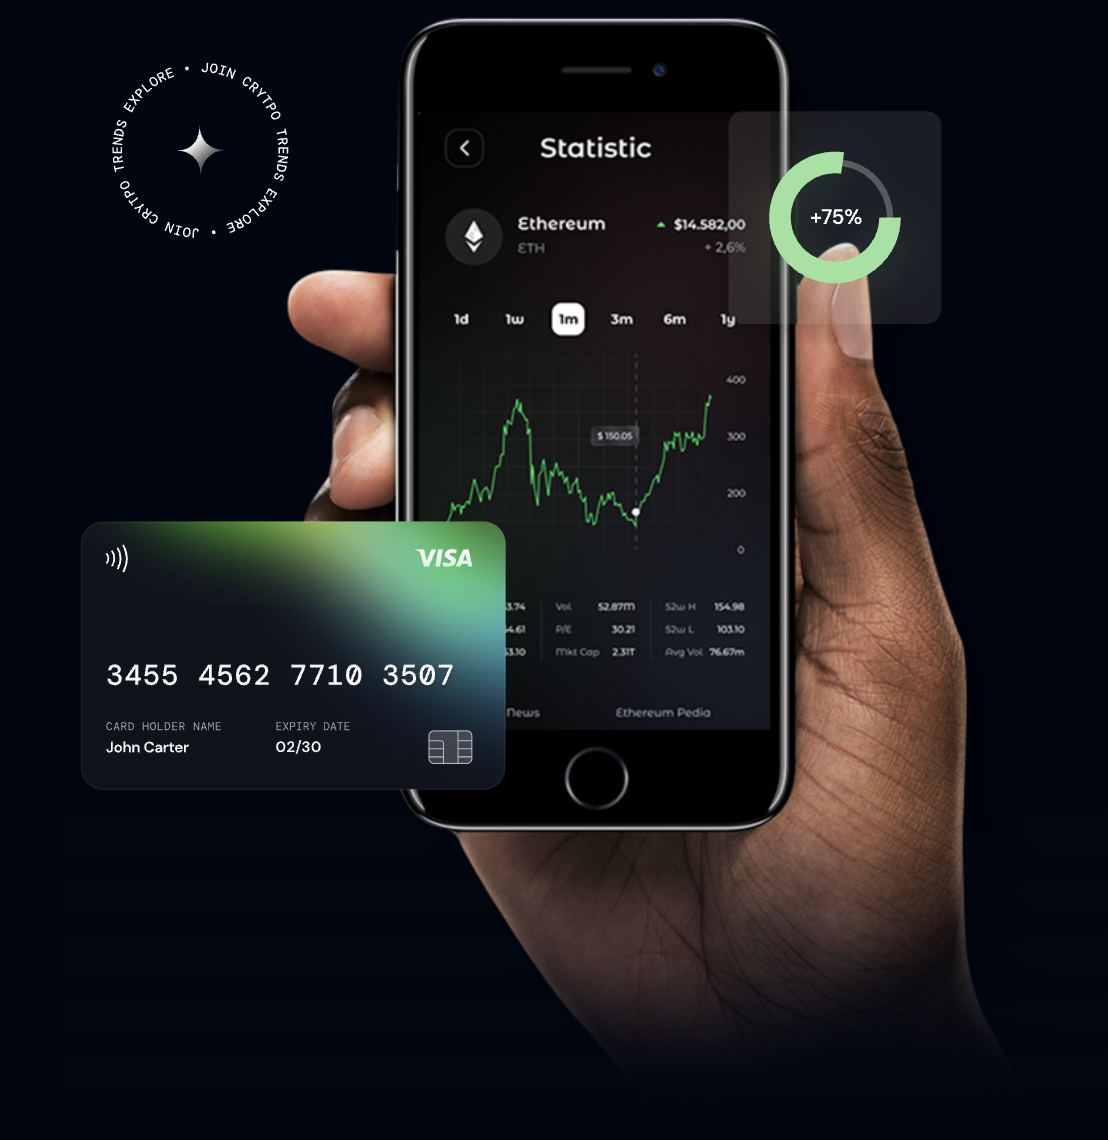 JOIN CRYTPO TRENDS EXPLORE • JOIN CRYTPO TRENDS EXPLORE •
Statistic
+75%
Ethereum
$14.582,00
ETH
+ 2,6%
1d 1w 1m 3m 6m 1y
400
$ 150.05
300
200
0
VISA
3.74 Vol 52.87M 52w H 154.98
4.61 P/E 30.21 52w L 103.10
53.10 Mkt Cap 2.31T Avg Vol 76.67m
3455 4562 7710 3507
News Ethereum Pedia
CARD HOLDER NAME EXPIRY DATE
John Carter 02/30